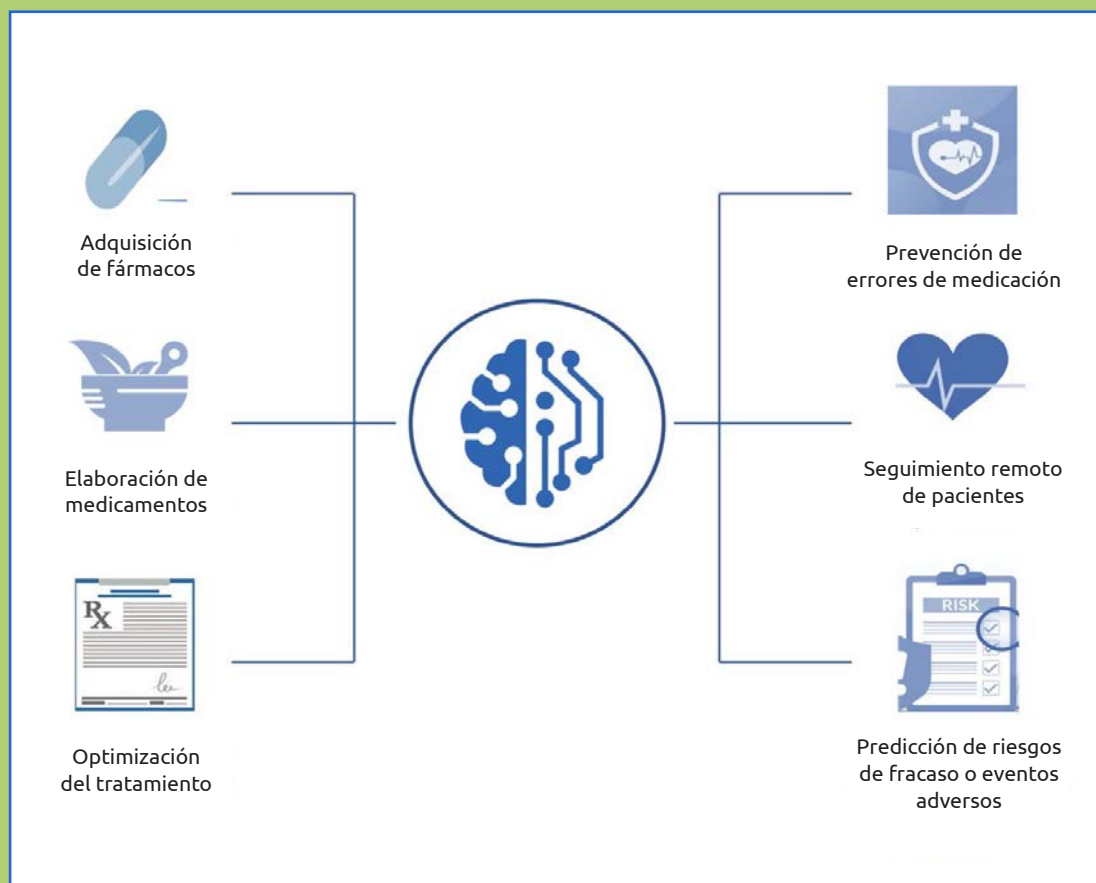 Adquisición
de fármacos
Elaboración de
medicamentos
Rx
Optimización
del tratamiento
Prevención de
errores de medicación
Seguimiento remoto
de pacientes
RISK
Predicción de riesgos
de fracaso o eventos
adversos